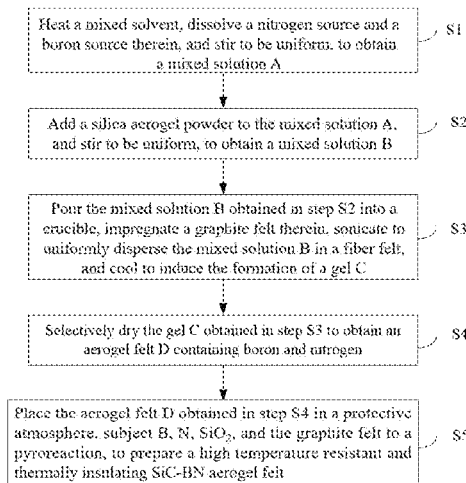 Heat a mixed solvent, dissolve a nitrogen source and a
boron source therein, and stir to be uniform, to obtain
a mixed solution A
S1
Add a silica aerogel powder to the mixed solution A,
and stir to be uniform, to obtain a mixed solution B
S2
Pour the mixed solution B obtained in step S2 into a
crucible, impregnate a graphite felt therein, sonicate to
uniformly disperse the mixed solution B in a fiber felt,
and cool to induce the formation of a gel C
S3
Selectively dry the gel C obtained in step S3 to obtain an
aerogel felt D containing boron and nitrogen
S4
Place the aerogel felt D obtained in step S4 in a protective
atmosphere, subject B, N, SiO₂, and the graphite felt to a
pyroreaction, to prepare a high temperature resistant and
thermally insulating SiC-BN aerogel felt
S5